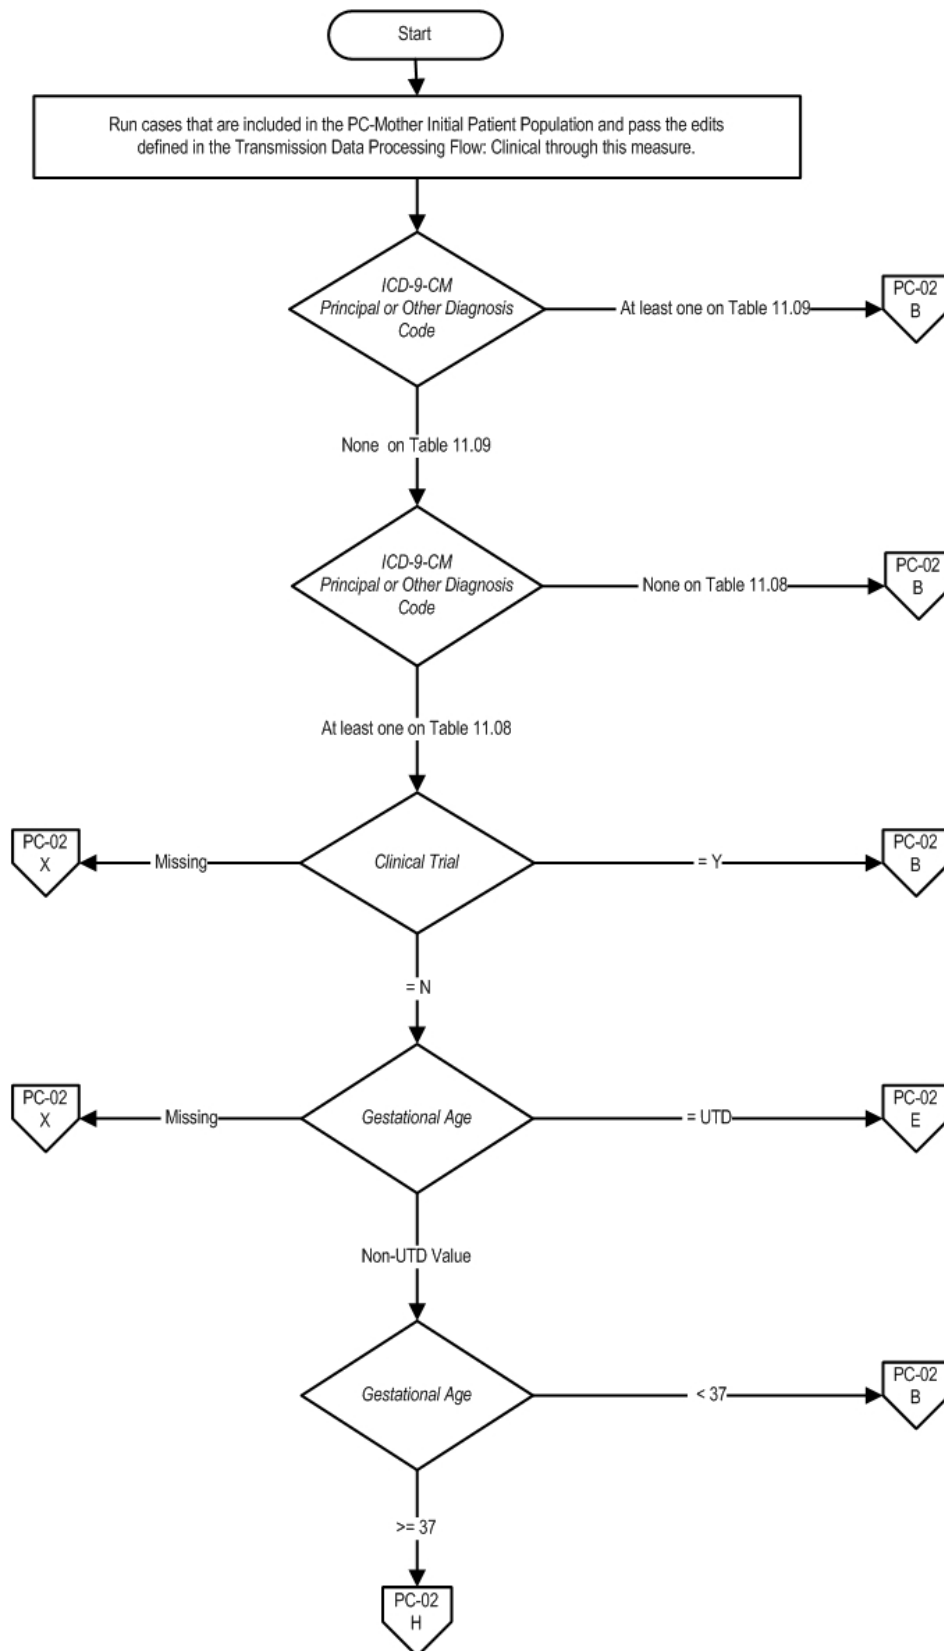 Start
Run cases that are included in the PC-Mother Initial Patient Population and pass the edits
defined in the Transmission Data Processing Flow: Clinical through this measure.
ICD-9-CM
Principal or Other Diagnosis
Code
At least one on Table 11.09
PC-02
B
None on Table 11.09
ICD-9-CM
Principal or Other Diagnosis
Code
None on Table 11.08
PC-02
B
At least one on Table 11.08
PC-02
X
Missing
Clinical Trial
= Y
PC-02
B
= N
PC-02
X
Missing
Gestational Age
= UTD
PC-02
E
Non-UTD Value
Gestational Age
< 37
PC-02
B
>= 37
PC-02
H